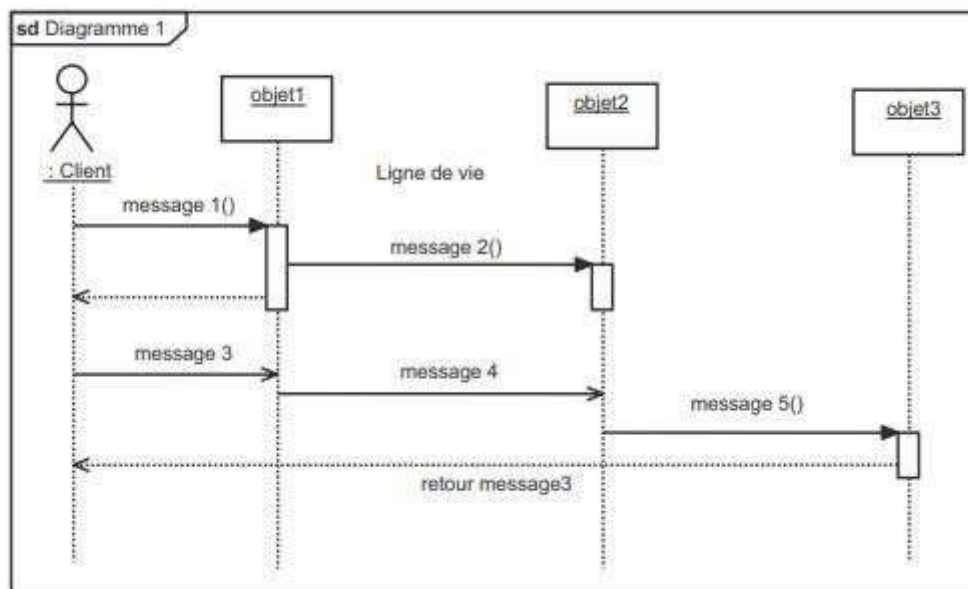 sd Diagramme 1
objet1
objet2
objet3
: Client
Ligne de vie
message 1()
message 2()
message 3
message 4
message 5()
retour message3